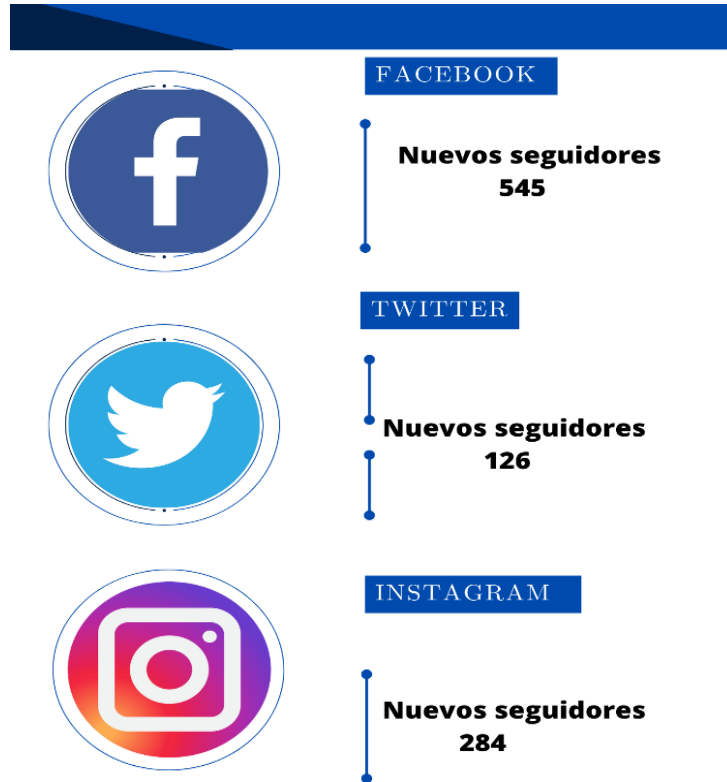 FACEBOOK
Nuevos seguidores
545
TWITTER
Nuevos seguidores
126
INSTAGRAM
Nuevos seguidores
284